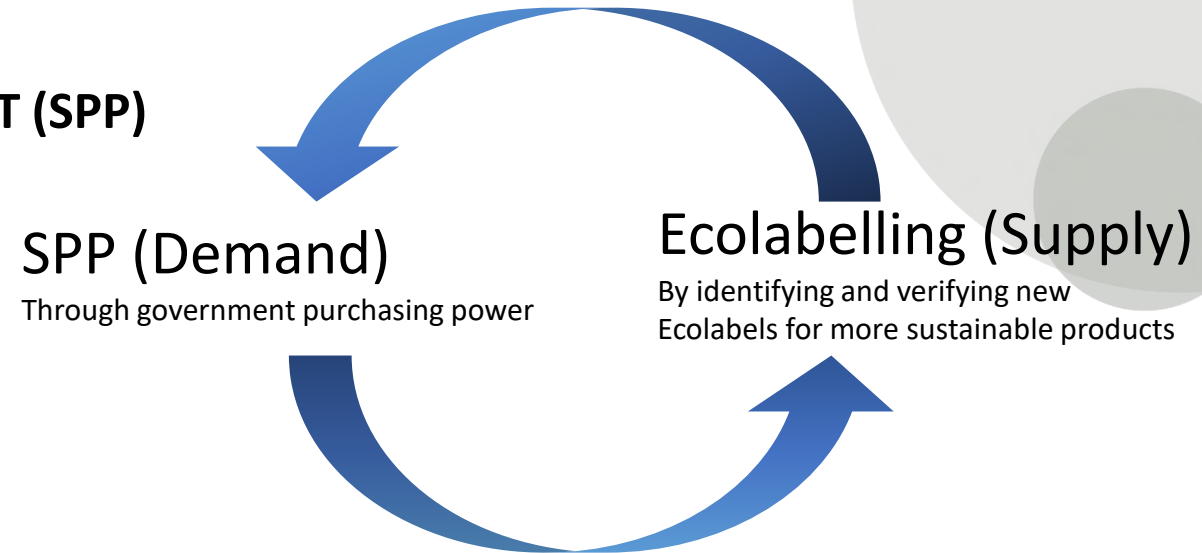 T (SPP)
SPP (Demand)
Through government purchasing power
Ecolabelling (Supply)
By identifying and verifying new
Ecolabels for more sustainable products